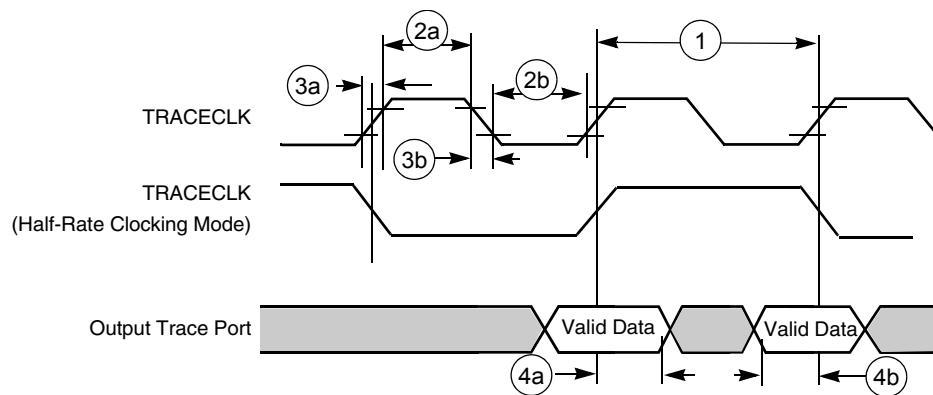 2a
1
3a
2b
TRACECLK
3b
TRACECLK
(Half-Rate Clocking Mode)
Output Trace Port
Valid Data
Valid Data
4a
4b